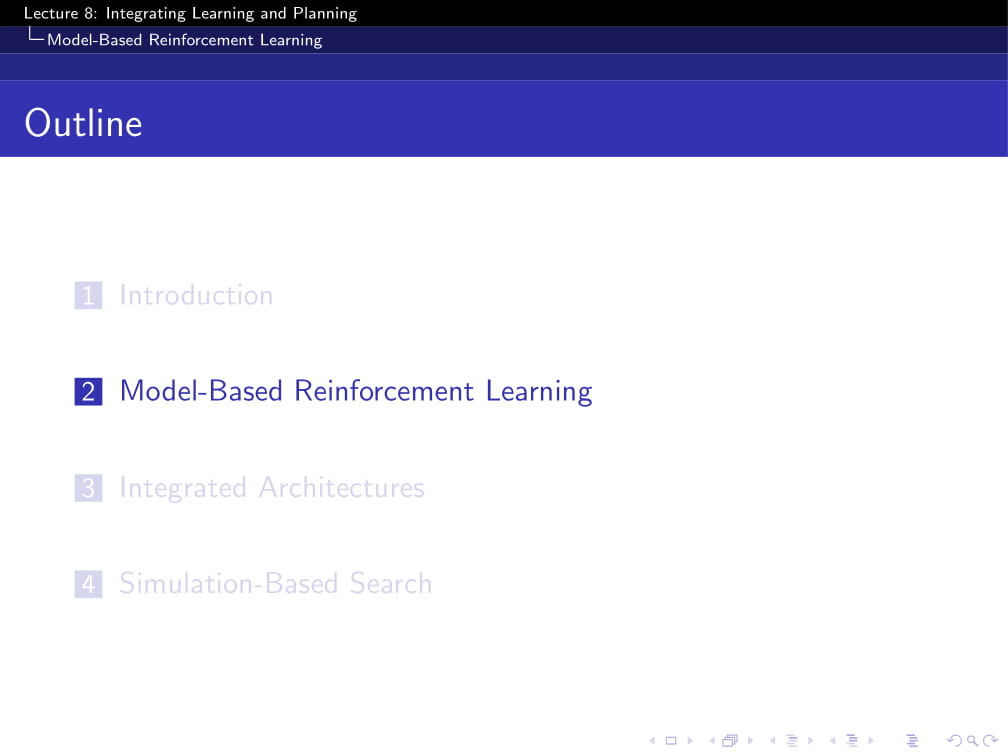 Lecture 8: Integrating Learning and Planning
Model-Based Reinforcement Learning
Outline
1 Introduction
2 Model-Based Reinforcement Learning
3 Integrated Architectures
4 Simulation-Based Search